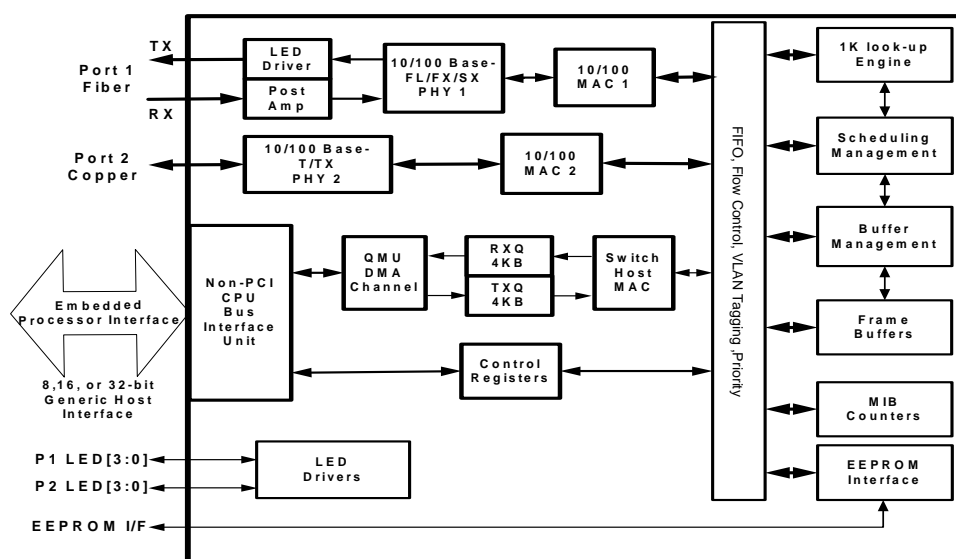 TX
Port 1
Fiber
RX
LED
Driver
Post
Amp
10/100 Base-
FL/FX/SX
PHY 1
10/100
MAC 1
Port 2
Copper
10/100 Base-
T/TX
PHY 2
10/100
MAC 2
Embedded
Processor Interface
8,16, or 32-bit
Generic Host
Interface
Non-PCI
CPU
Bus
Interface
Unit
QMU
DMA
Channel
RXQ
4KB
TXQ
4KB
Switch
Host
MAC
Control
Registers
P1 LED[3:0]
P2 LED[3:0]
LED
Drivers
EEPROM I/F
FIFO, Flow Control, VLAN Tagging ,Priority
1K look-up
Engine
Scheduling
Management
Buffer
Management
Frame
Buffers
MIB
Counters
EEPROM
Interface